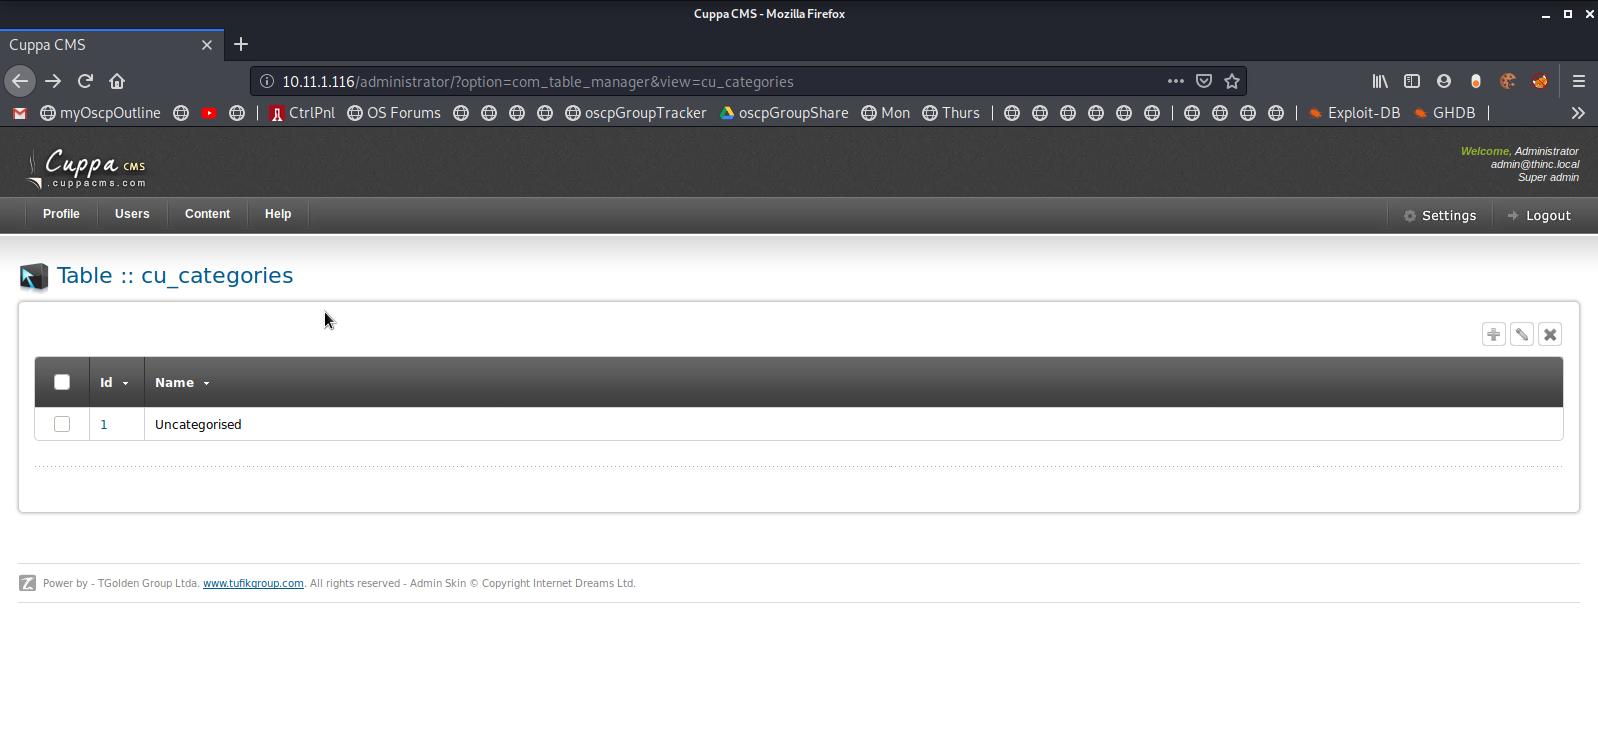 Cuppa CMS - Mozilla Firefox
Cuppa CMS
10.11.1.116/administrator/?option=com_table_manager&view=cu_categories
myOscpOutline CtrlPnl OS Forums oscpGroupTracker oscpGroupShare Mon Thurs Exploit-DB GHDB
Cuppa CMS
.cuppacms.com
Welcome, Administrator
admin@thinc.local
Super admin
Profile Users Content Help Settings Logout
Table :: cu_categories
Id Name
1 Uncategorised
Power by - TGolden Group Ltda. www.tufikgroup.com. All rights reserved - Admin Skin © Copyright Internet Dreams Ltd.